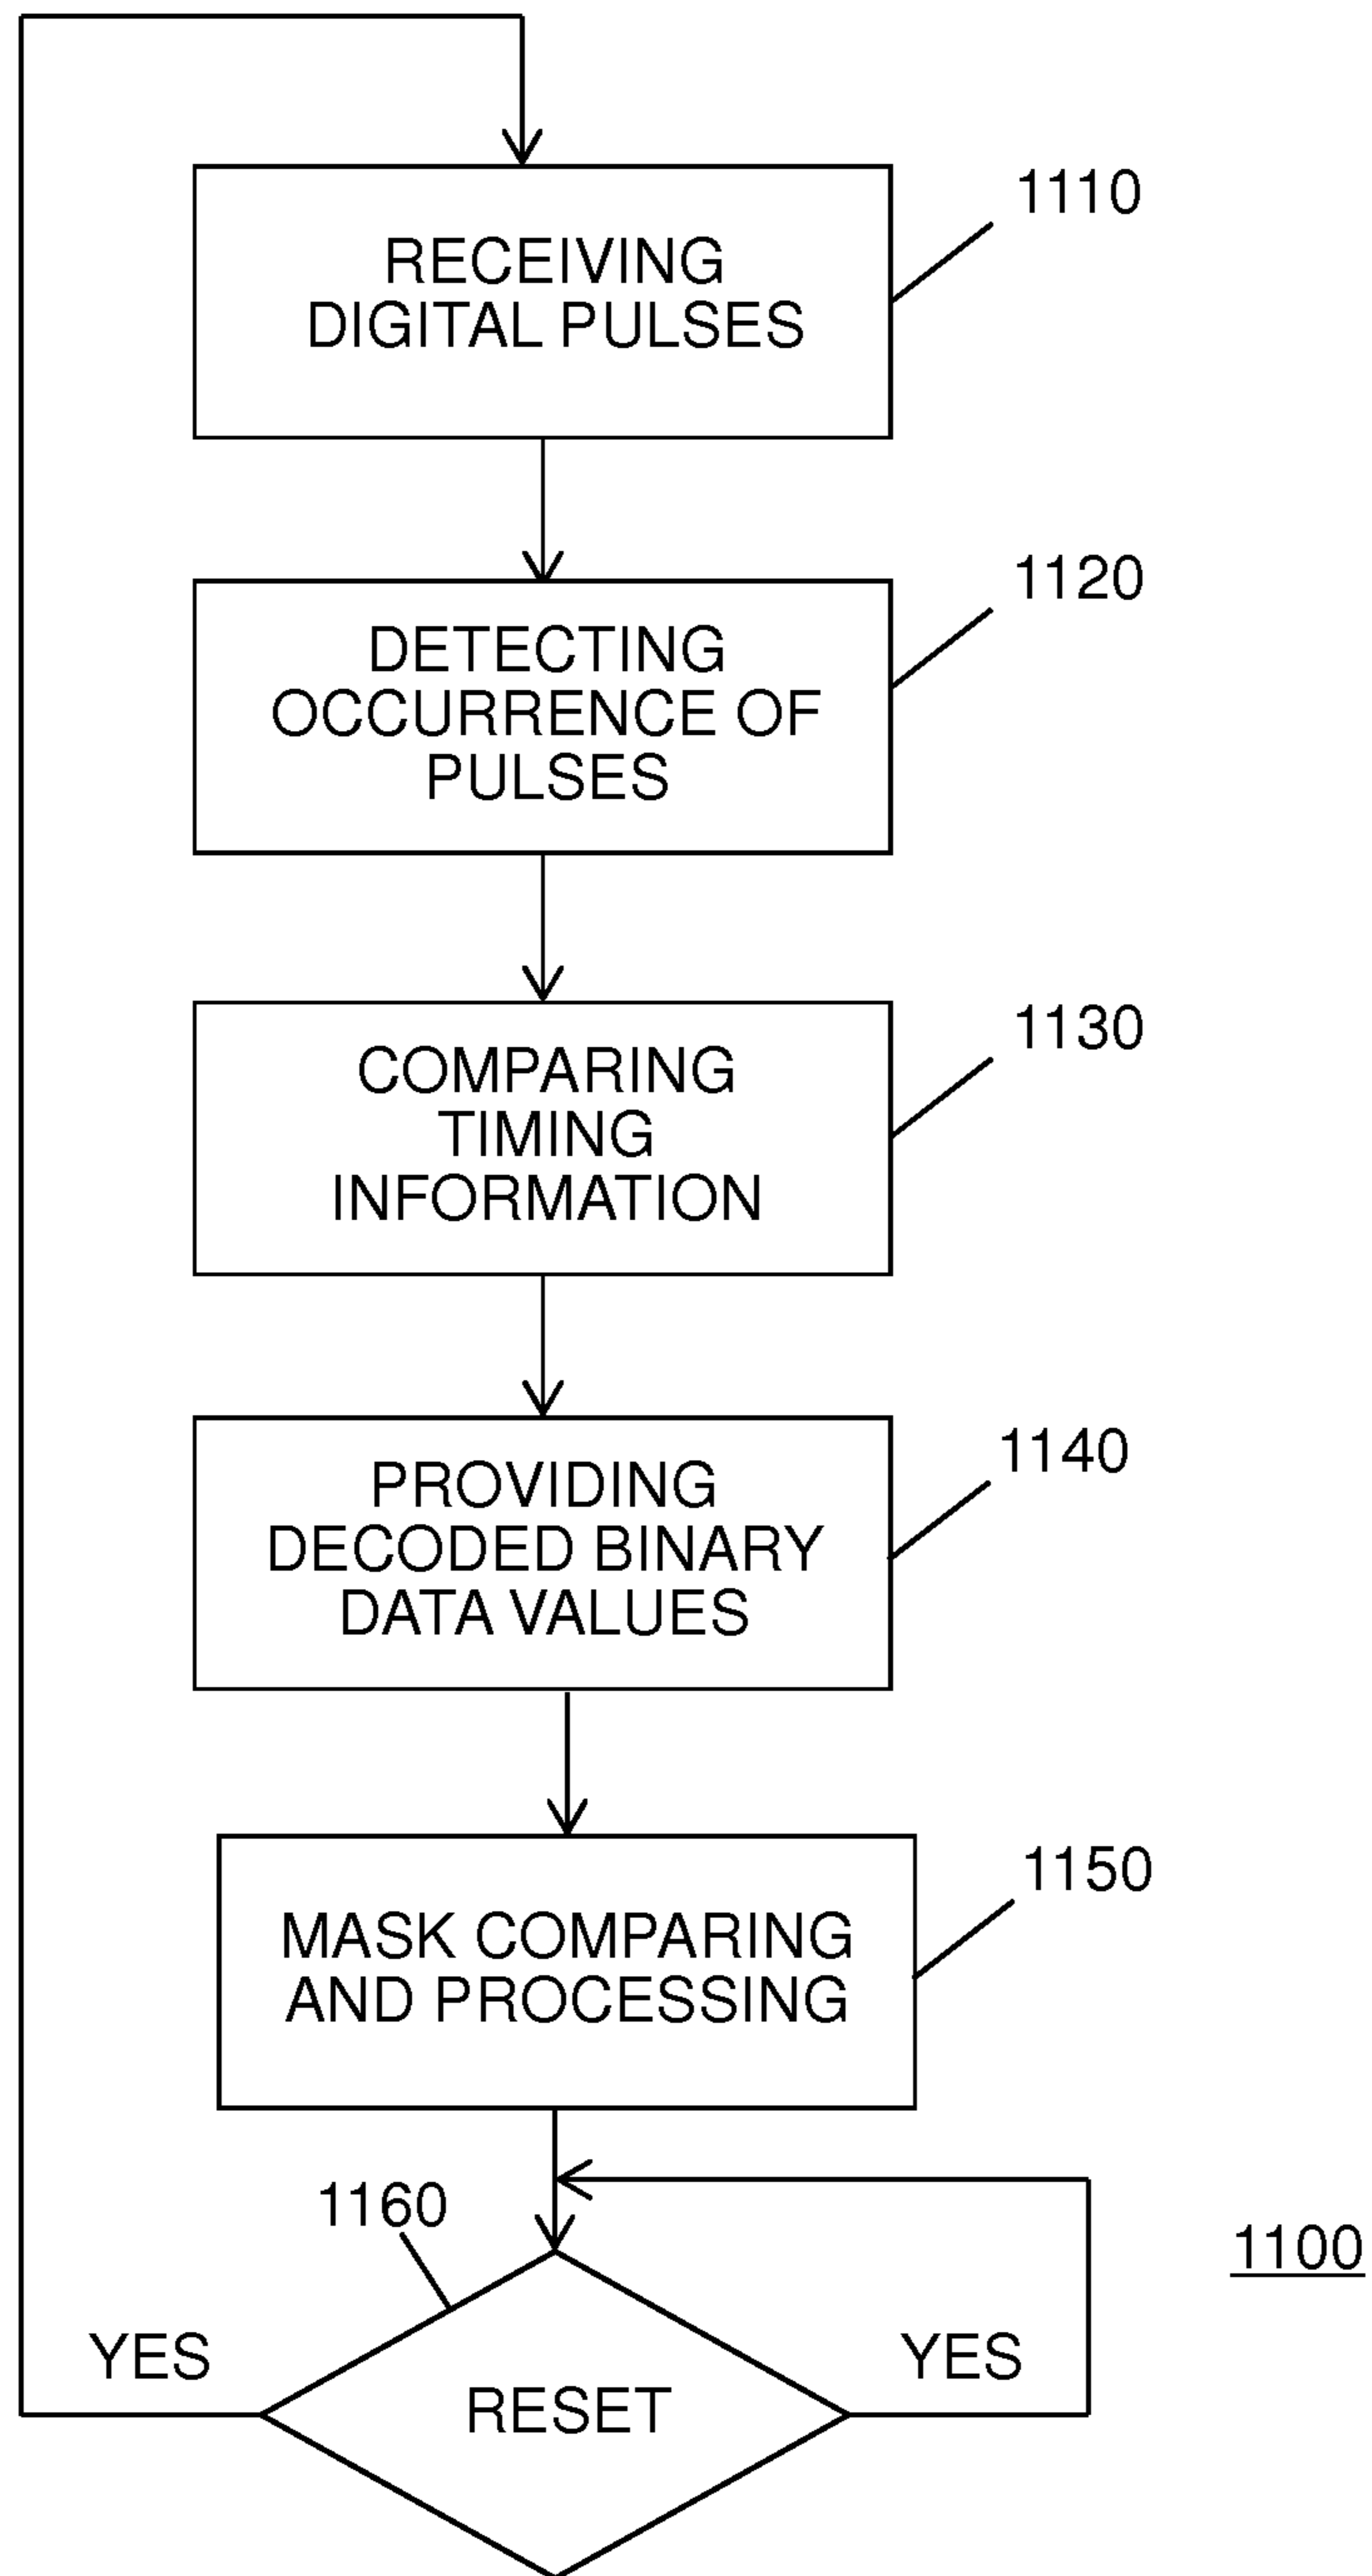 1110
RECEIVING
DIGITAL PULSES
1120
DETECTING
OCCURRENCE OF
PULSES
1130
COMPARING
TIMING
INFORMATION
1140
PROVIDING
DECODED BINARY
DATA VALUES
1150
MASK COMPARING
AND PROCESSING
1160
1100
YES
YES
RESET